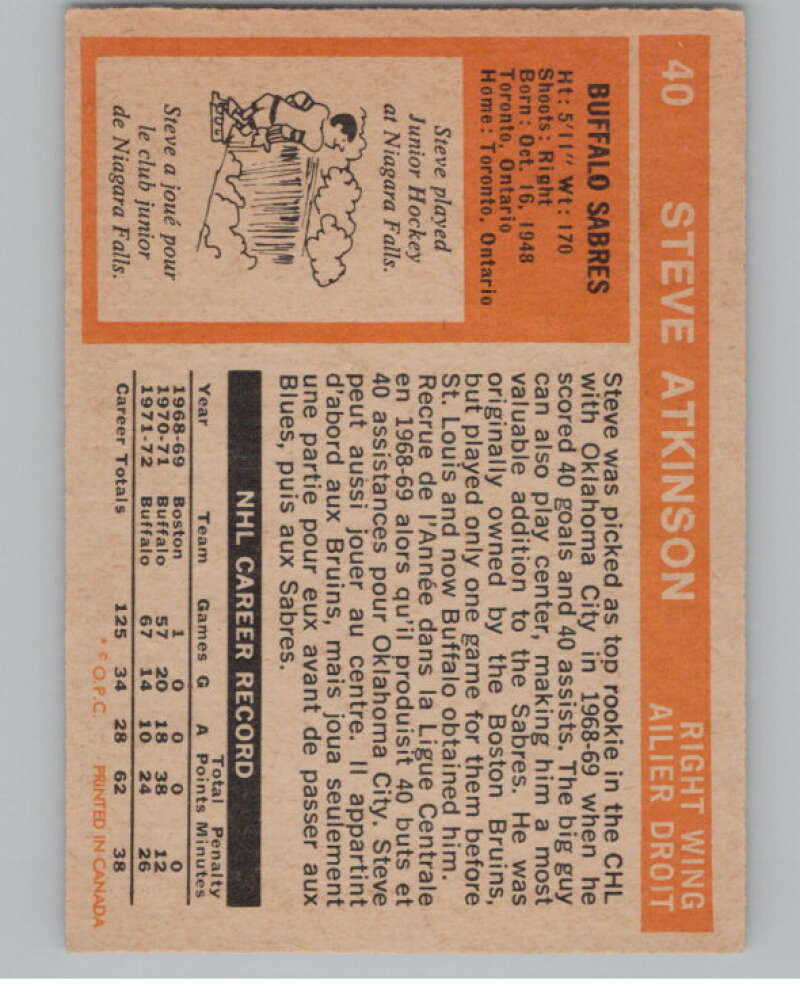 40 STEVE ATKINSON
RIGHT WING
AILIER DROIT
BUFFALO SABRES
Ht: 5'11" Wt: 170
Shoots: Right
Born: Oct. 16, 1948
Toronto, Ontario
Home: Toronto, Ontario
Steve played
Junior Hockey
at Niagara Falls.
Steve a joué pour
le club junior
de Niagara Falls.
Steve was picked as top rookie in the CHL
with Oklahoma City in 1968-69 when he
scored 40 goals and 40 assists. The big guy
can also play center, making him a most
valuable addition to the Sabres. He was
originally owned by the Boston Bruins,
but played only one game for them before
St. Louis and now Buffalo obtained him.
Recrue de l'Année dans la Ligue Centrale
en 1968-69 alors qu'il produisit 40 buts et
40 assistances pour Oklahoma City. Steve
peut aussi jouer au centre. Il appartint
d'abord aux Bruins, mais joua seulement
une partie pour eux avant de passer aux
Blues, puis aux Sabres.
NHL CAREER RECORD
Total Penalty
Year Team Games G A Points Minutes
1968-69 Boston 1 0 0 0 0
1970-71 Buffalo 57 20 18 38 12
1971-72 Buffalo 67 14 10 24 26
Career Totals 125 34 28 62 38
* © O.P.C. PRINTED IN CANADA